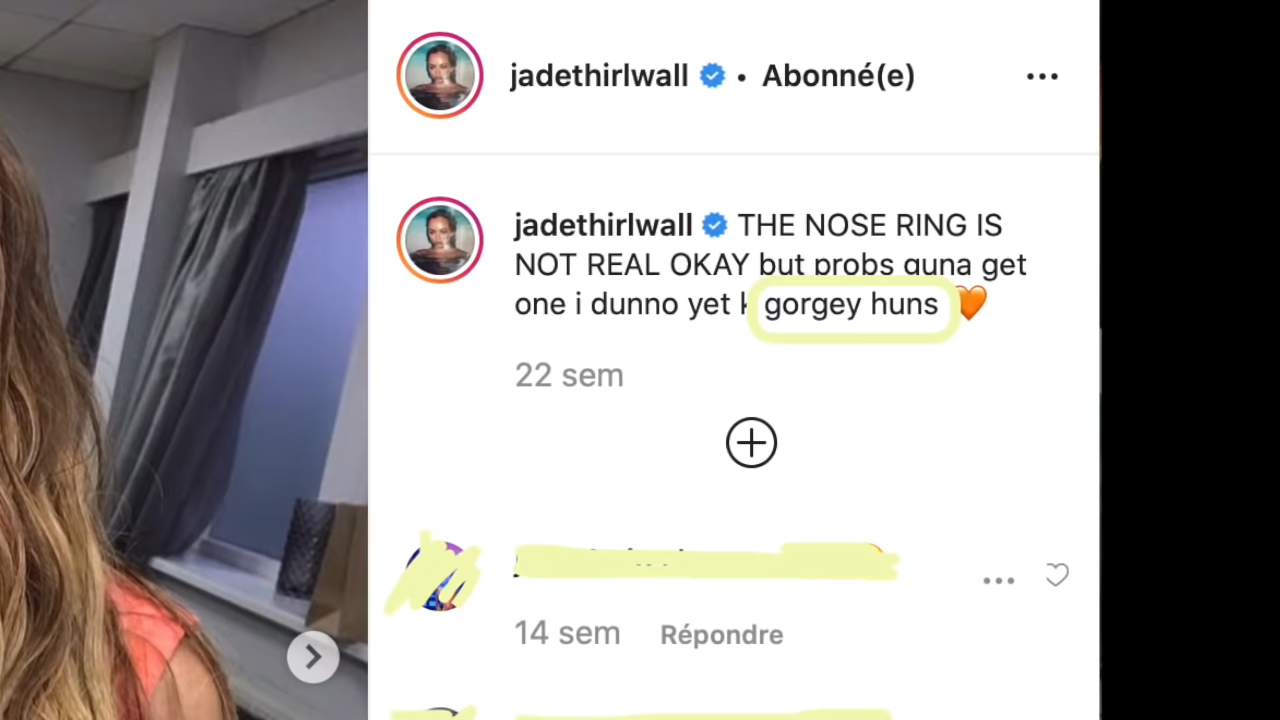 jadethirlwall • Abonné(e)
jadethirlwall THE NOSE RING IS
NOT REAL OKAY but probs guna get
one i dunno yet k gorgey huns 🧡
22 sem
14 sem Répondre